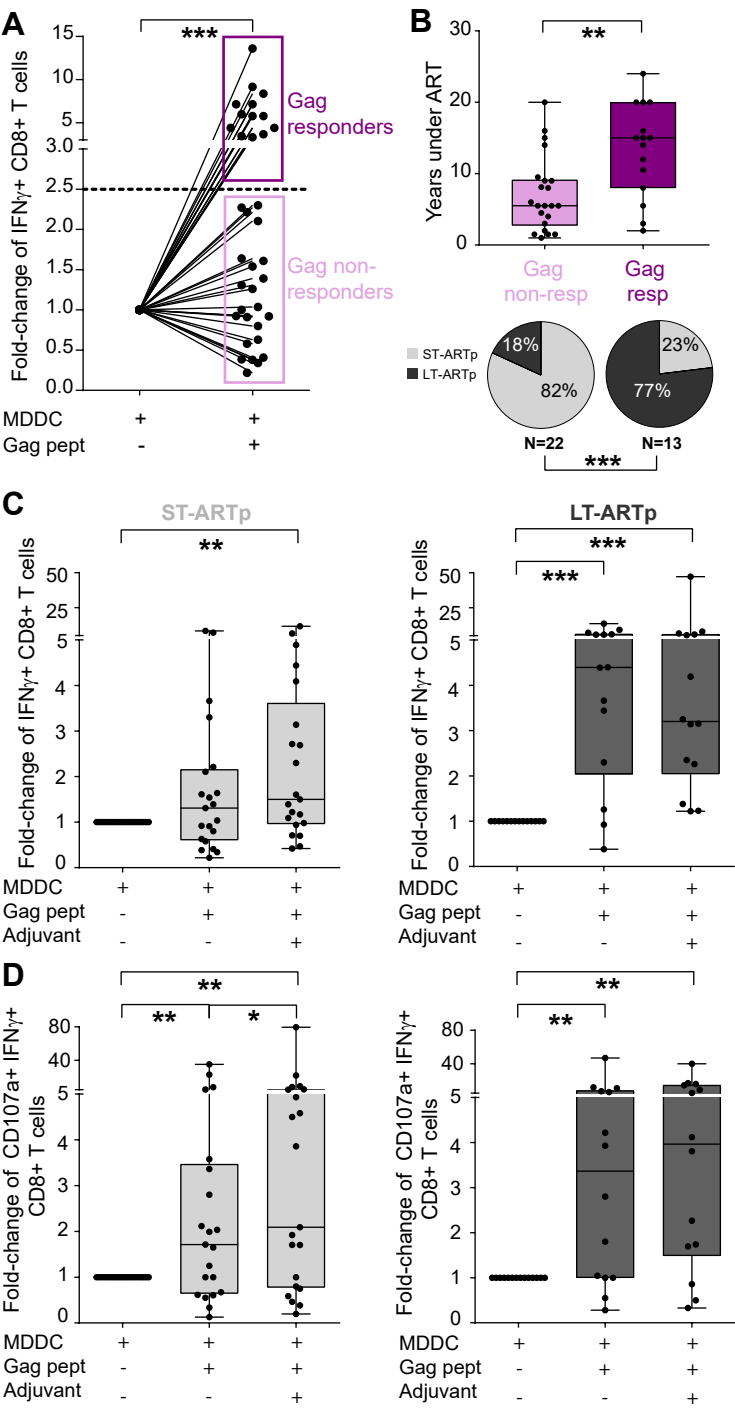 A
***
Fold-change of IFNγ+ CD8+ T cells
15
10
5
3.0
2.5
2.0
1.5
1.0
0.5
0.0
Gag
responders
Gag non-
responders
MDDC + +
Gag pept - +
B
**
Years under ART
30
20
10
0
Gag
non-resp
Gag
resp
ST-ARTp
LT-ARTp
18%
82%
23%
77%
N=22
N=13
***
C
ST-ARTp
**
Fold-change of IFNγ+ CD8+ T cells
50
25
5
4
3
2
1
0
MDDC + + +
Gag pept - + +
Adjuvant - - +
LT-ARTp
***
***
Fold-change of IFNγ+ CD8+ T cells
50
25
5
4
3
2
1
0
MDDC + + +
Gag pept - + +
Adjuvant - - +
D
**
** *
Fold-change of CD107a+ IFNγ+
CD8+ T cells
80
40
5
4
3
2
1
0
MDDC + + +
Gag pept - + +
Adjuvant - - +
**
**
Fold-change of CD107a+ IFNγ+
CD8+ T cells
80
40
5
4
3
2
1
0
MDDC + + +
Gag pept - + +
Adjuvant - - +